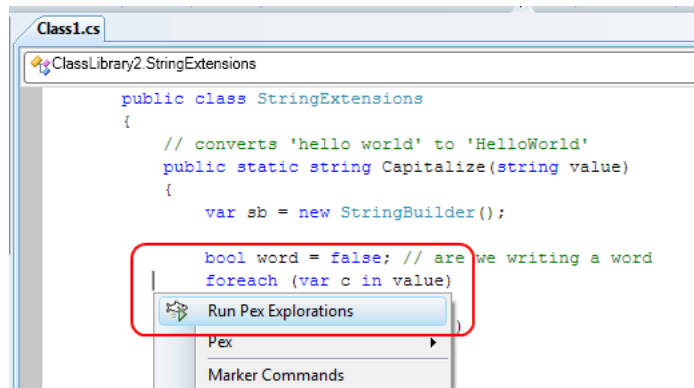 Class1.cs
ClassLibrary2.StringExtensions
public class StringExtensions
{
// converts 'hello world' to 'HelloWorld'
public static string Capitalize(string value)
{
var sb = new StringBuilder();
bool word = false; // are we writing a word
foreach (var c in value)
Run Pex Explorations
)
Pex
Marker Commands